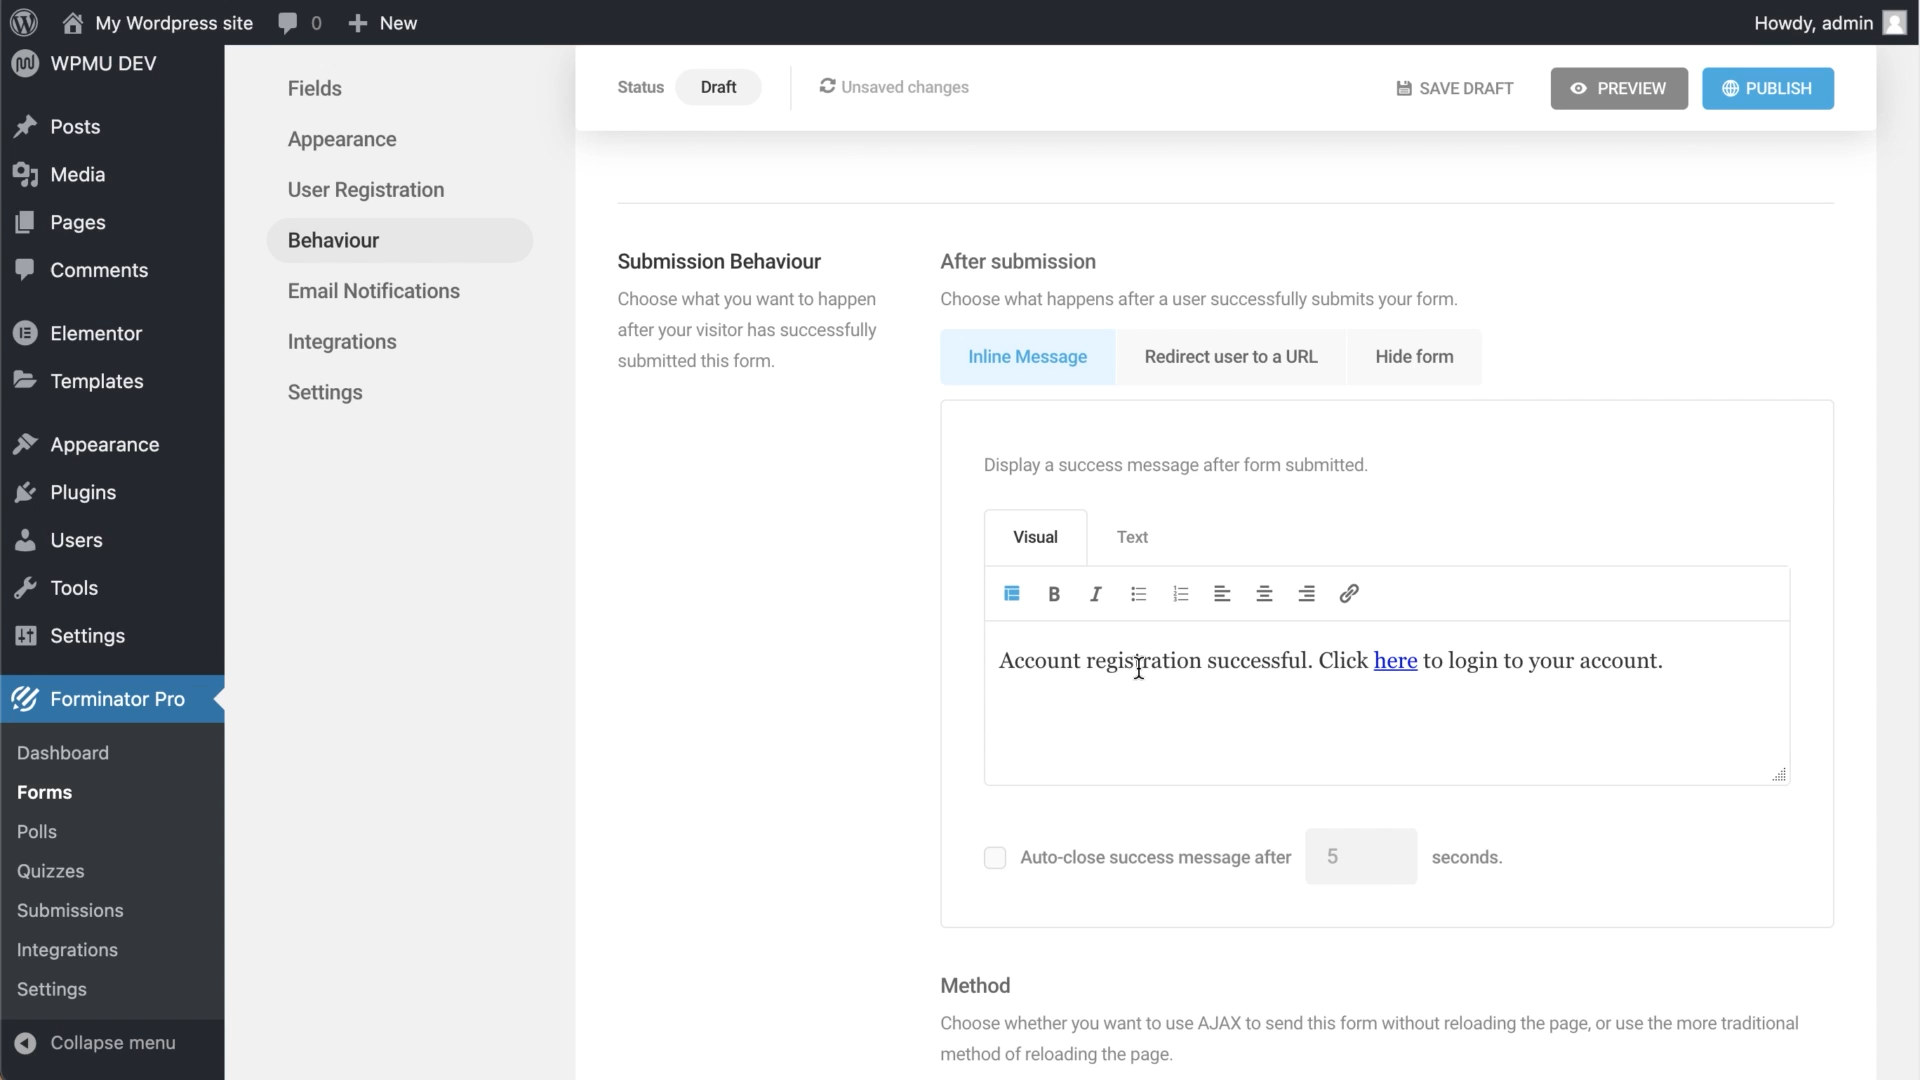 My Wordpress site
0
New
Howdy, admin
WPMU DEV
Posts
Media
Pages
Comments
Elementor
Templates
Appearance
Plugins
Users
Tools
Settings
Forminator Pro
Dashboard
Forms
Polls
Quizzes
Submissions
Integrations
Settings
Collapse menu
Fields
Appearance
User Registration
Behaviour
Email Notifications
Integrations
Settings
Status
Draft
Unsaved changes
SAVE DRAFT
PREVIEW
PUBLISH
Submission Behaviour
Choose what you want to happen
after your visitor has successfully
submitted this form.
After submission
Choose what happens after a user successfully submits your form.
Inline Message
Redirect user to a URL
Hide form
Display a success message after form submitted.
Visual
Text
B
I
Account registration successful. Click here to login to your account.
Auto-close success message after
5
seconds.
Method
Choose whether you want to use AJAX to send this form without reloading the page, or use the more traditional
method of reloading the page.